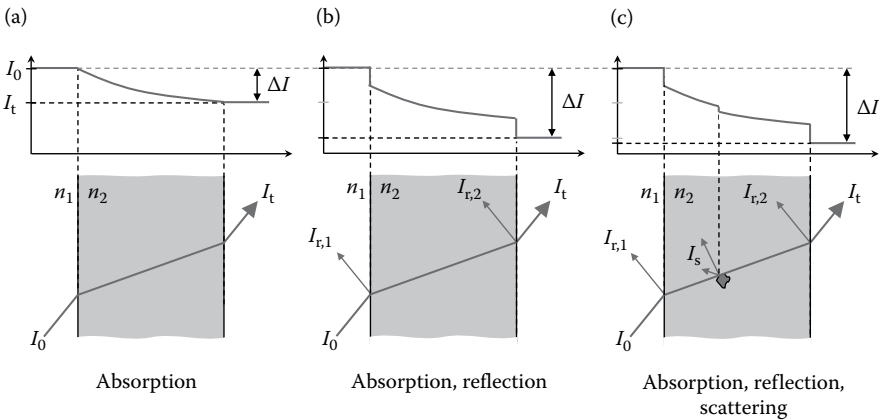 (a)
I₀
Iₜ
ΔI
n₁ n₂
Iₜ
I₀
Absorption
(b)
ΔI
n₁ n₂
Iᵣ,₂
Iₜ
Iᵣ,₁
I₀
Absorption, reflection
(c)
ΔI
n₁ n₂
Iᵣ,₂
Iₜ
Iᵣ,₁
Iₛ
I₀
Absorption, reflection,
scattering